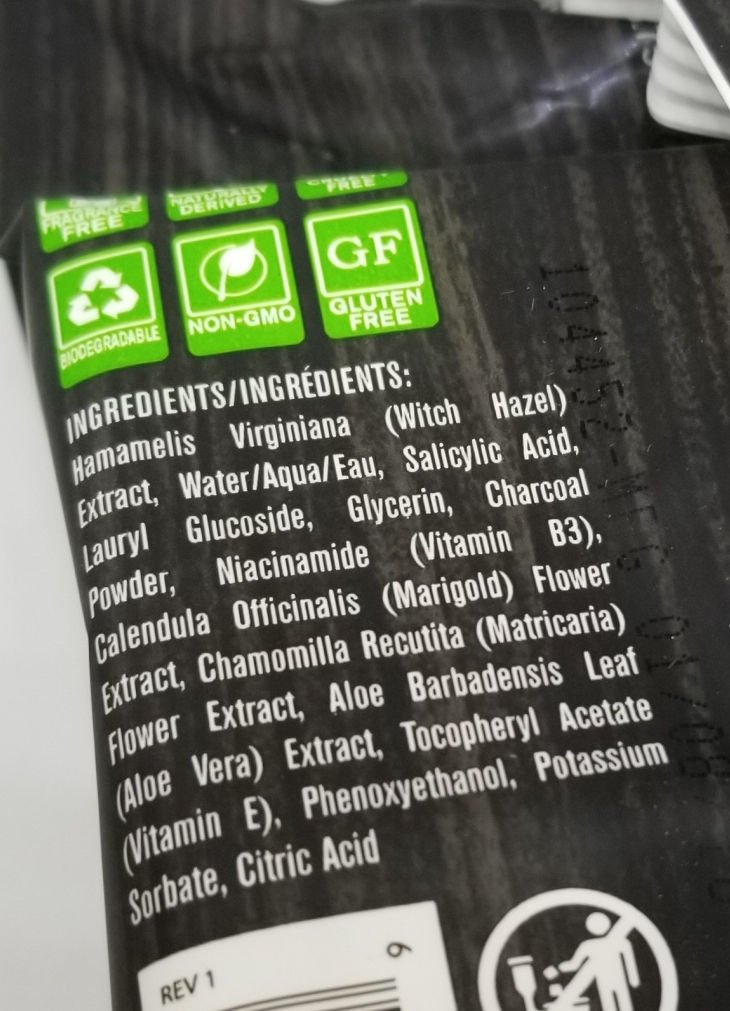 FRAGRANCE FREE
NATURALLY DERIVED
FREE
BIODEGRADABLE
NON-GMO
GF
GLUTEN FREE
INGREDIENTS/INGRÉDIENTS:
Hamamelis Virginiana (Witch Hazel)
Extract, Water/Aqua/Eau, Salicylic Acid,
Lauryl Glucoside, Glycerin, Charcoal
Powder, Niacinamide (Vitamin B3),
Calendula Officinalis (Marigold) Flower
Extract, Chamomilla Recutita (Matricaria)
Flower Extract, Aloe Barbadensis Leaf
(Aloe Vera) Extract, Tocopheryl Acetate
(Vitamin E), Phenoxyethanol, Potassium
Sorbate, Citric Acid
REV 1
6